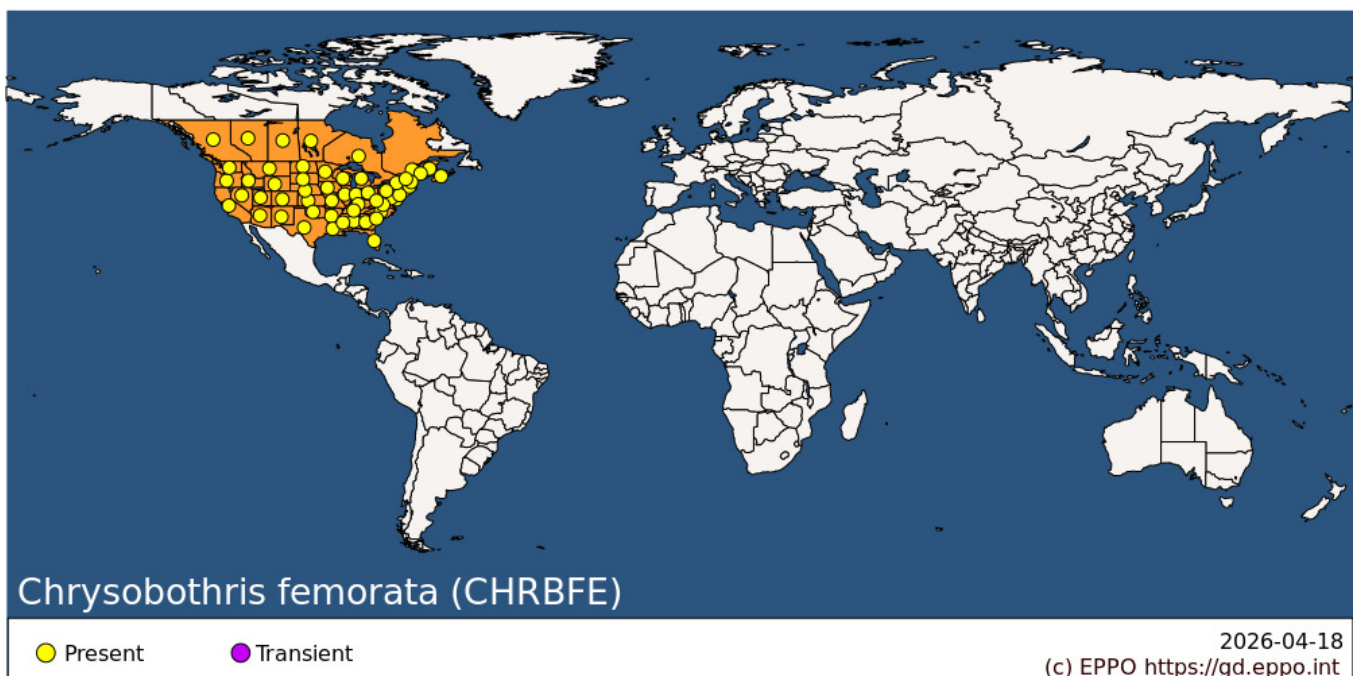 Chrysobothris femorata (CHRBFE)
Present
Transient
2026-04-18
(c) EPPO https://gd.eppo.int